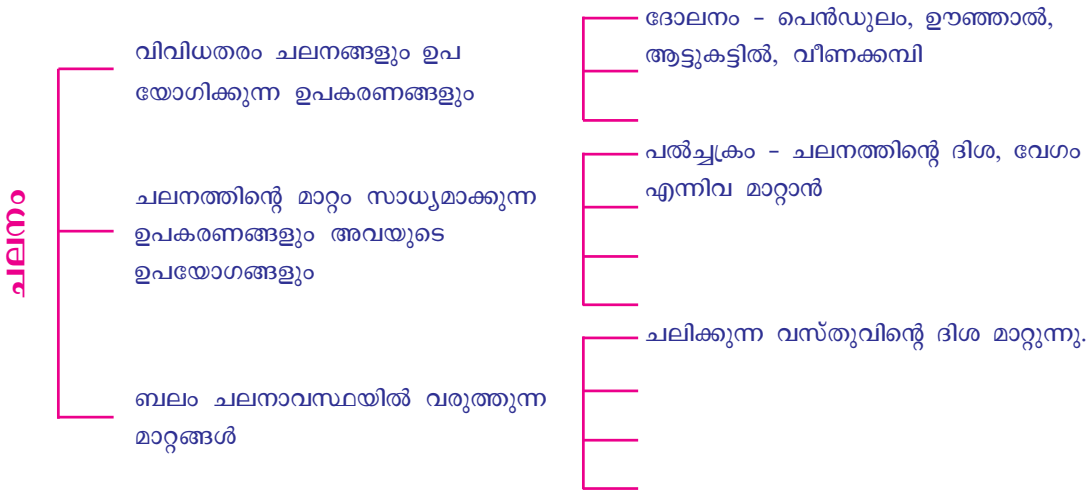 ചലനം
വിവിധതരം ചലനങ്ങളും ഉപ
യോഗിക്കുന്ന ഉപകരണങ്ങളും
ദോലനം - പെൻഡുലം, ഊഞ്ഞാൽ,
ആട്ടുകട്ടിൽ, വീണക്കമ്പി
ചലനത്തിന്റെ മാറ്റം സാധ്യമാക്കുന്ന
ഉപകരണങ്ങളും അവയുടെ
ഉപയോഗങ്ങളും
പൽച്ചക്രം - ചലനത്തിന്റെ ദിശ, വേഗം
എന്നിവ മാറ്റാൻ
ബലം ചലനാവസ്ഥയിൽ വരുത്തുന്ന
മാറ്റങ്ങൾ
ചലിക്കുന്ന വസ്തുവിന്റെ ദിശ മാറ്റുന്നു.